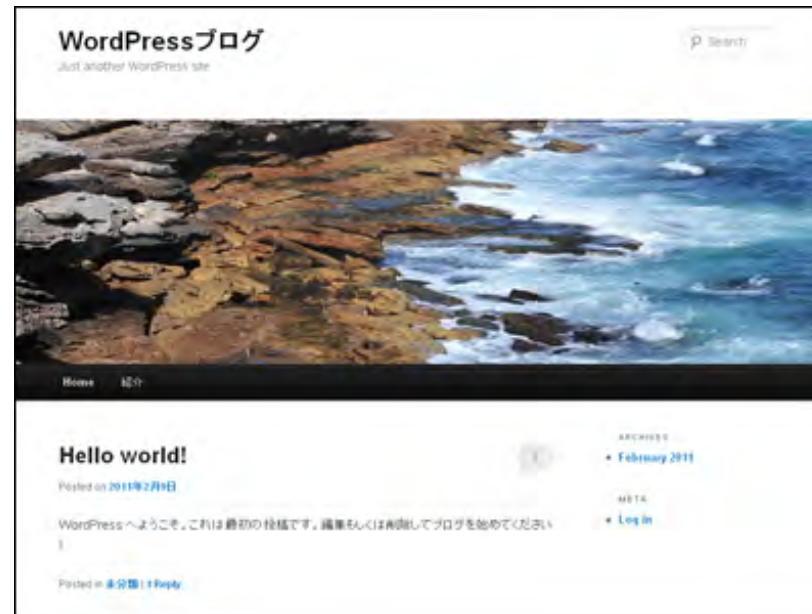 WordPressブログ
Just another WordPress site
Search
Home 紹介
Hello world!
1
Posted on 2011年2月9日
WordPress へようこそ。これは最初の投稿です。編集もしくは削除してブログを始めてください
!
Posted in 未分類 | 1 Reply
ARCHIVES
February 2011
META
Log in